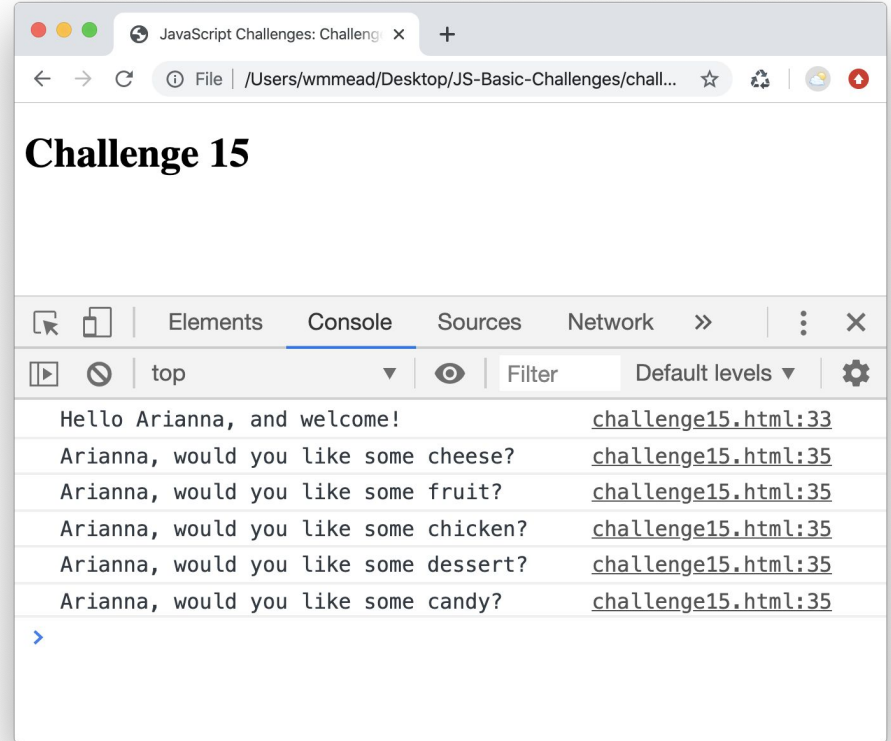 JavaScript Challenges: Challeng
File /Users/wmmead/Desktop/JS-Basic-Challenges/chall...
Challenge 15
Elements Console Sources Network
top Filter Default levels
Hello Arianna, and welcome! challenge15.html:33
Arianna, would you like some cheese? challenge15.html:35
Arianna, would you like some fruit? challenge15.html:35
Arianna, would you like some chicken? challenge15.html:35
Arianna, would you like some dessert? challenge15.html:35
Arianna, would you like some candy? challenge15.html:35